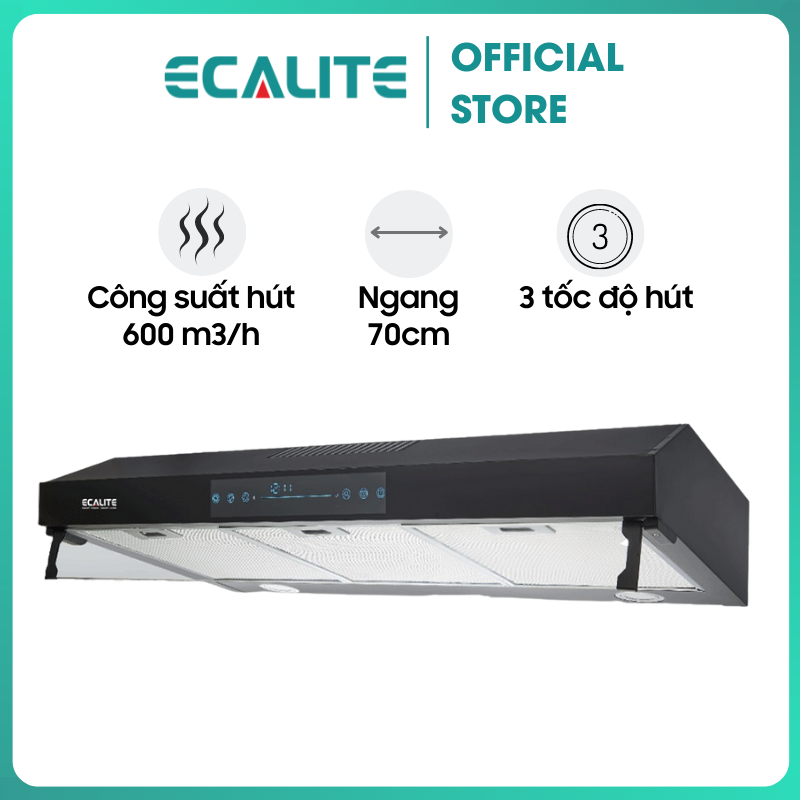 ECALITE
OFFICIAL
STORE
Công suất hút
600 m3/h
Ngang
70cm
3
3 tốc độ hút
ECALITE